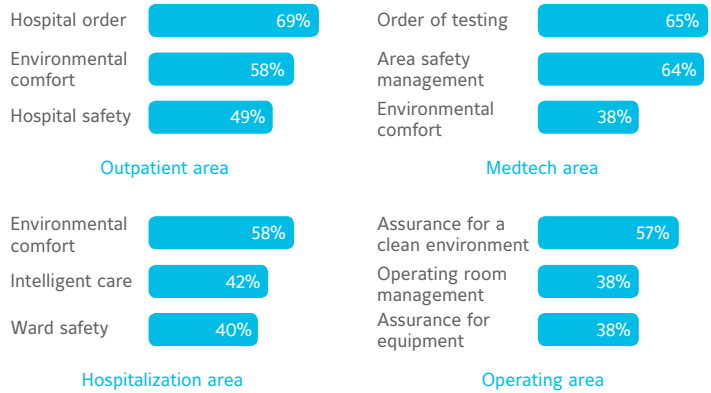 Hospital order 69%
Environmental
comfort 58%
Hospital safety 49%
Outpatient area
Order of testing 65%
Area safety
management 64%
Environmental
comfort 38%
Medtech area
Environmental
comfort 58%
Intelligent care 42%
Ward safety 40%
Hospitalization area
Assurance for a
clean environment 57%
Operating room
management 38%
Assurance for
equipment 38%
Operating area